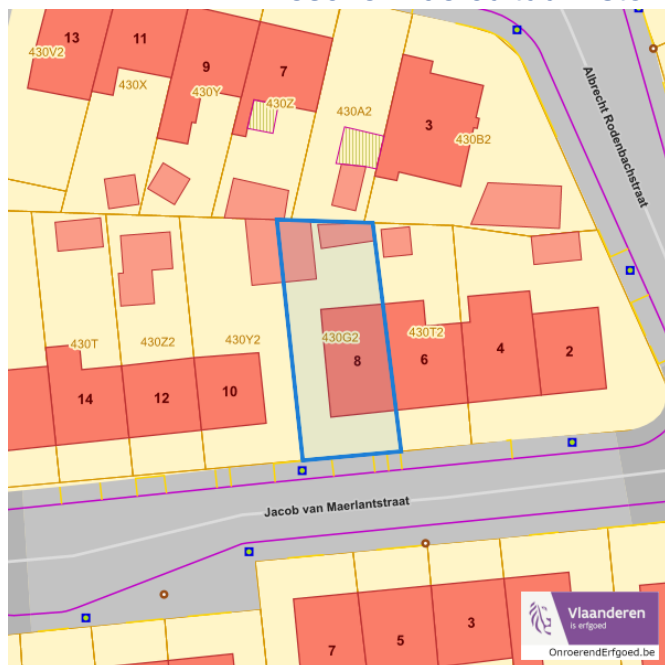 13
11
9
7
430V2
430X
430Y
430Z
430A2
3
430B2
Albrecht Rodenbachstraat
430T
430Z2
430Y2
430G2
430T2
14
12
10
8
6
4
2
Jacob van Maerlantstraat
7
5
3
Vlaanderen
is erfgoed
OnroerendErfgoed.be